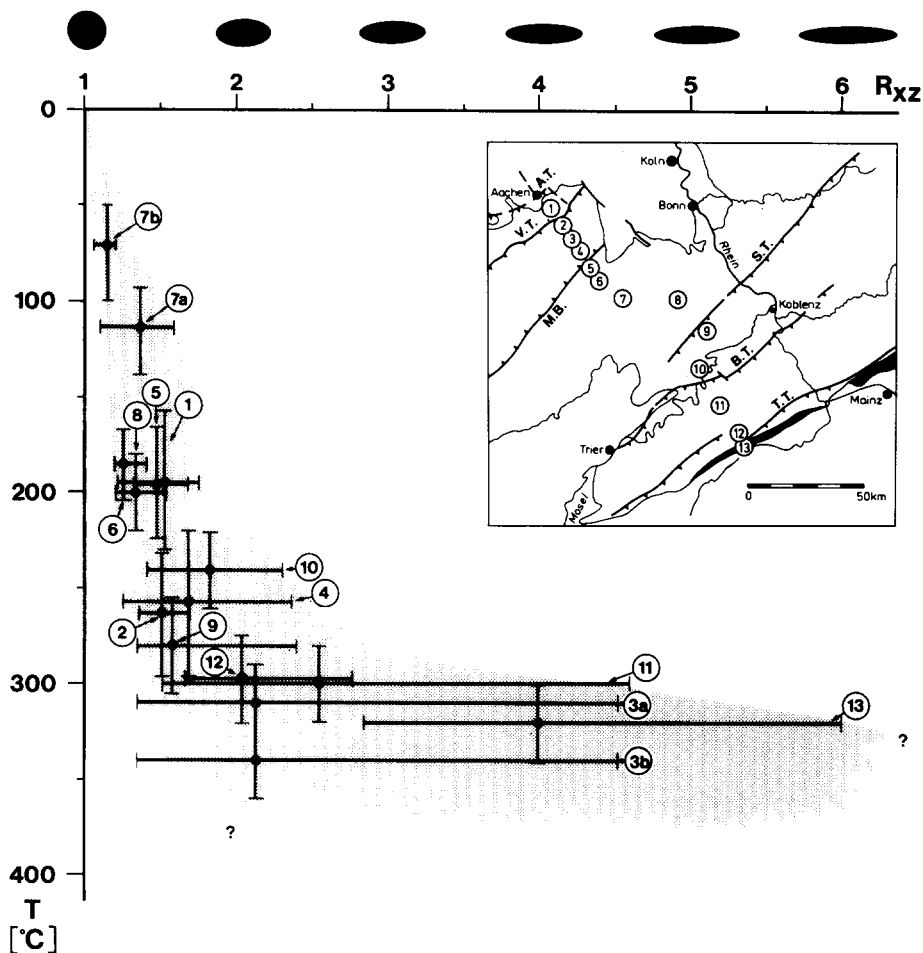 1 2 3 4 5 6 Rxz
0
100
200
300
400
T
[°C]
7b
7a
5
1
8
6
10
4
2
9
12
11
3a
13
3b
?
?
Köln
Aachen
A.T.
Bonn
V.T.
1
2
3
4
5
6
7
8
Rhein
S.T.
M.B.
Koblenz
9
10
B.T.
11
T.T.
Mainz
12
13
Trier
Mosel
0 50km